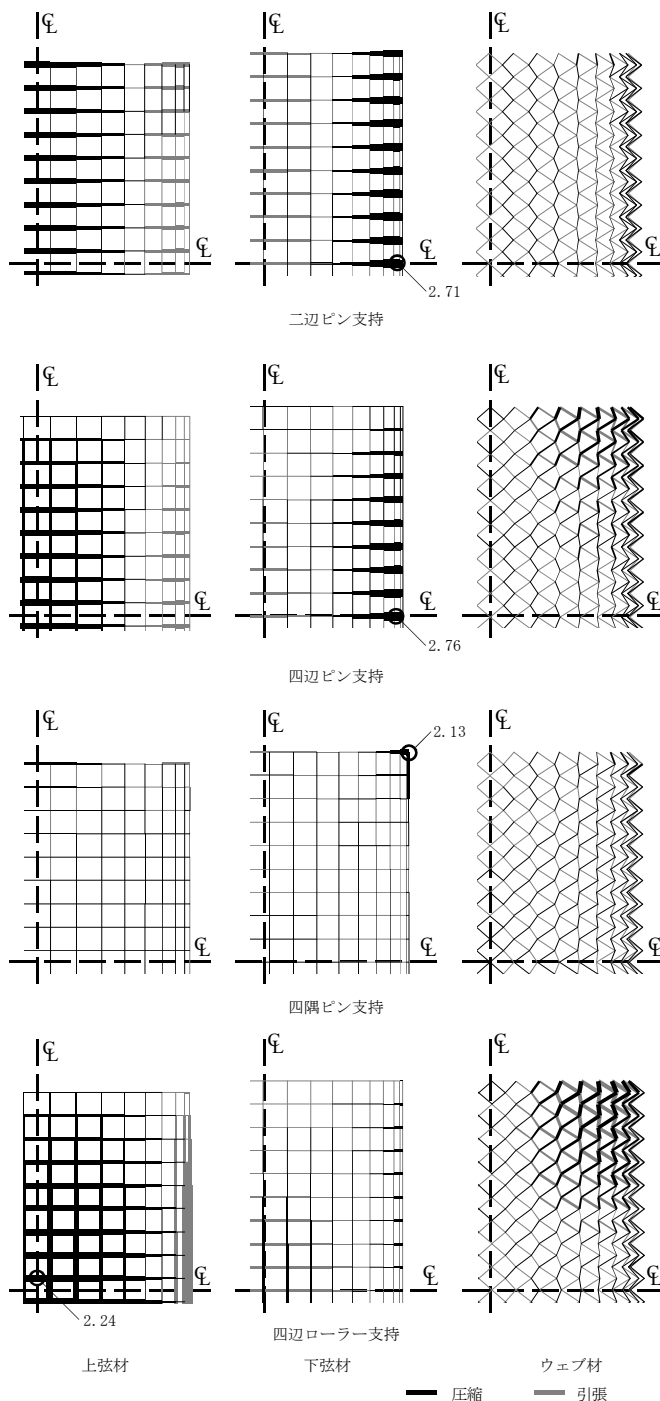 ℄ ℄ ℄
℄ ℄
2.71
二辺ピン支持
℄ ℄ ℄
℄ ℄ ℄
2.76
四辺ピン支持
℄ ℄ ℄
2.13
℄ ℄ ℄
四隅ピン支持
℄ ℄ ℄
℄ ℄ ℄
2.24
四辺ローラー支持
上弦材 下弦材 ウェブ材
圧縮 引張